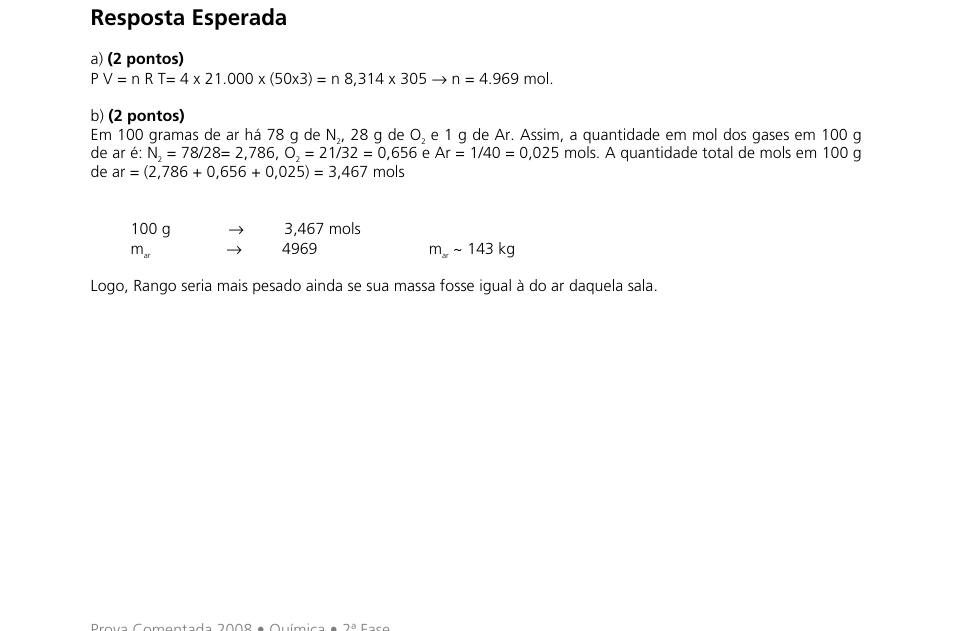 Resposta Esperada
a) (2 pontos)
P V = n R T= 4 x 21.000 x (50x3) = n 8,314 x 305 → n = 4.969 mol.
b) (2 pontos)
Em 100 gramas de ar há 78 g de N₂, 28 g de O₂ e 1 g de Ar. Assim, a quantidade em mol dos gases em 100 g
de ar é: N₂ = 78/28= 2,786, O₂ = 21/32 = 0,656 e Ar = 1/40 = 0,025 mols. A quantidade total de mols em 100 g
de ar = (2,786 + 0,656 + 0,025) = 3,467 mols
100 g → 3,467 mols
m_ar → 4969 m_ar ~ 143 kg
Logo, Rango seria mais pesado ainda se sua massa fosse igual à do ar daquela sala.
Prova Comentada 2008 • Química • 2ª Fase